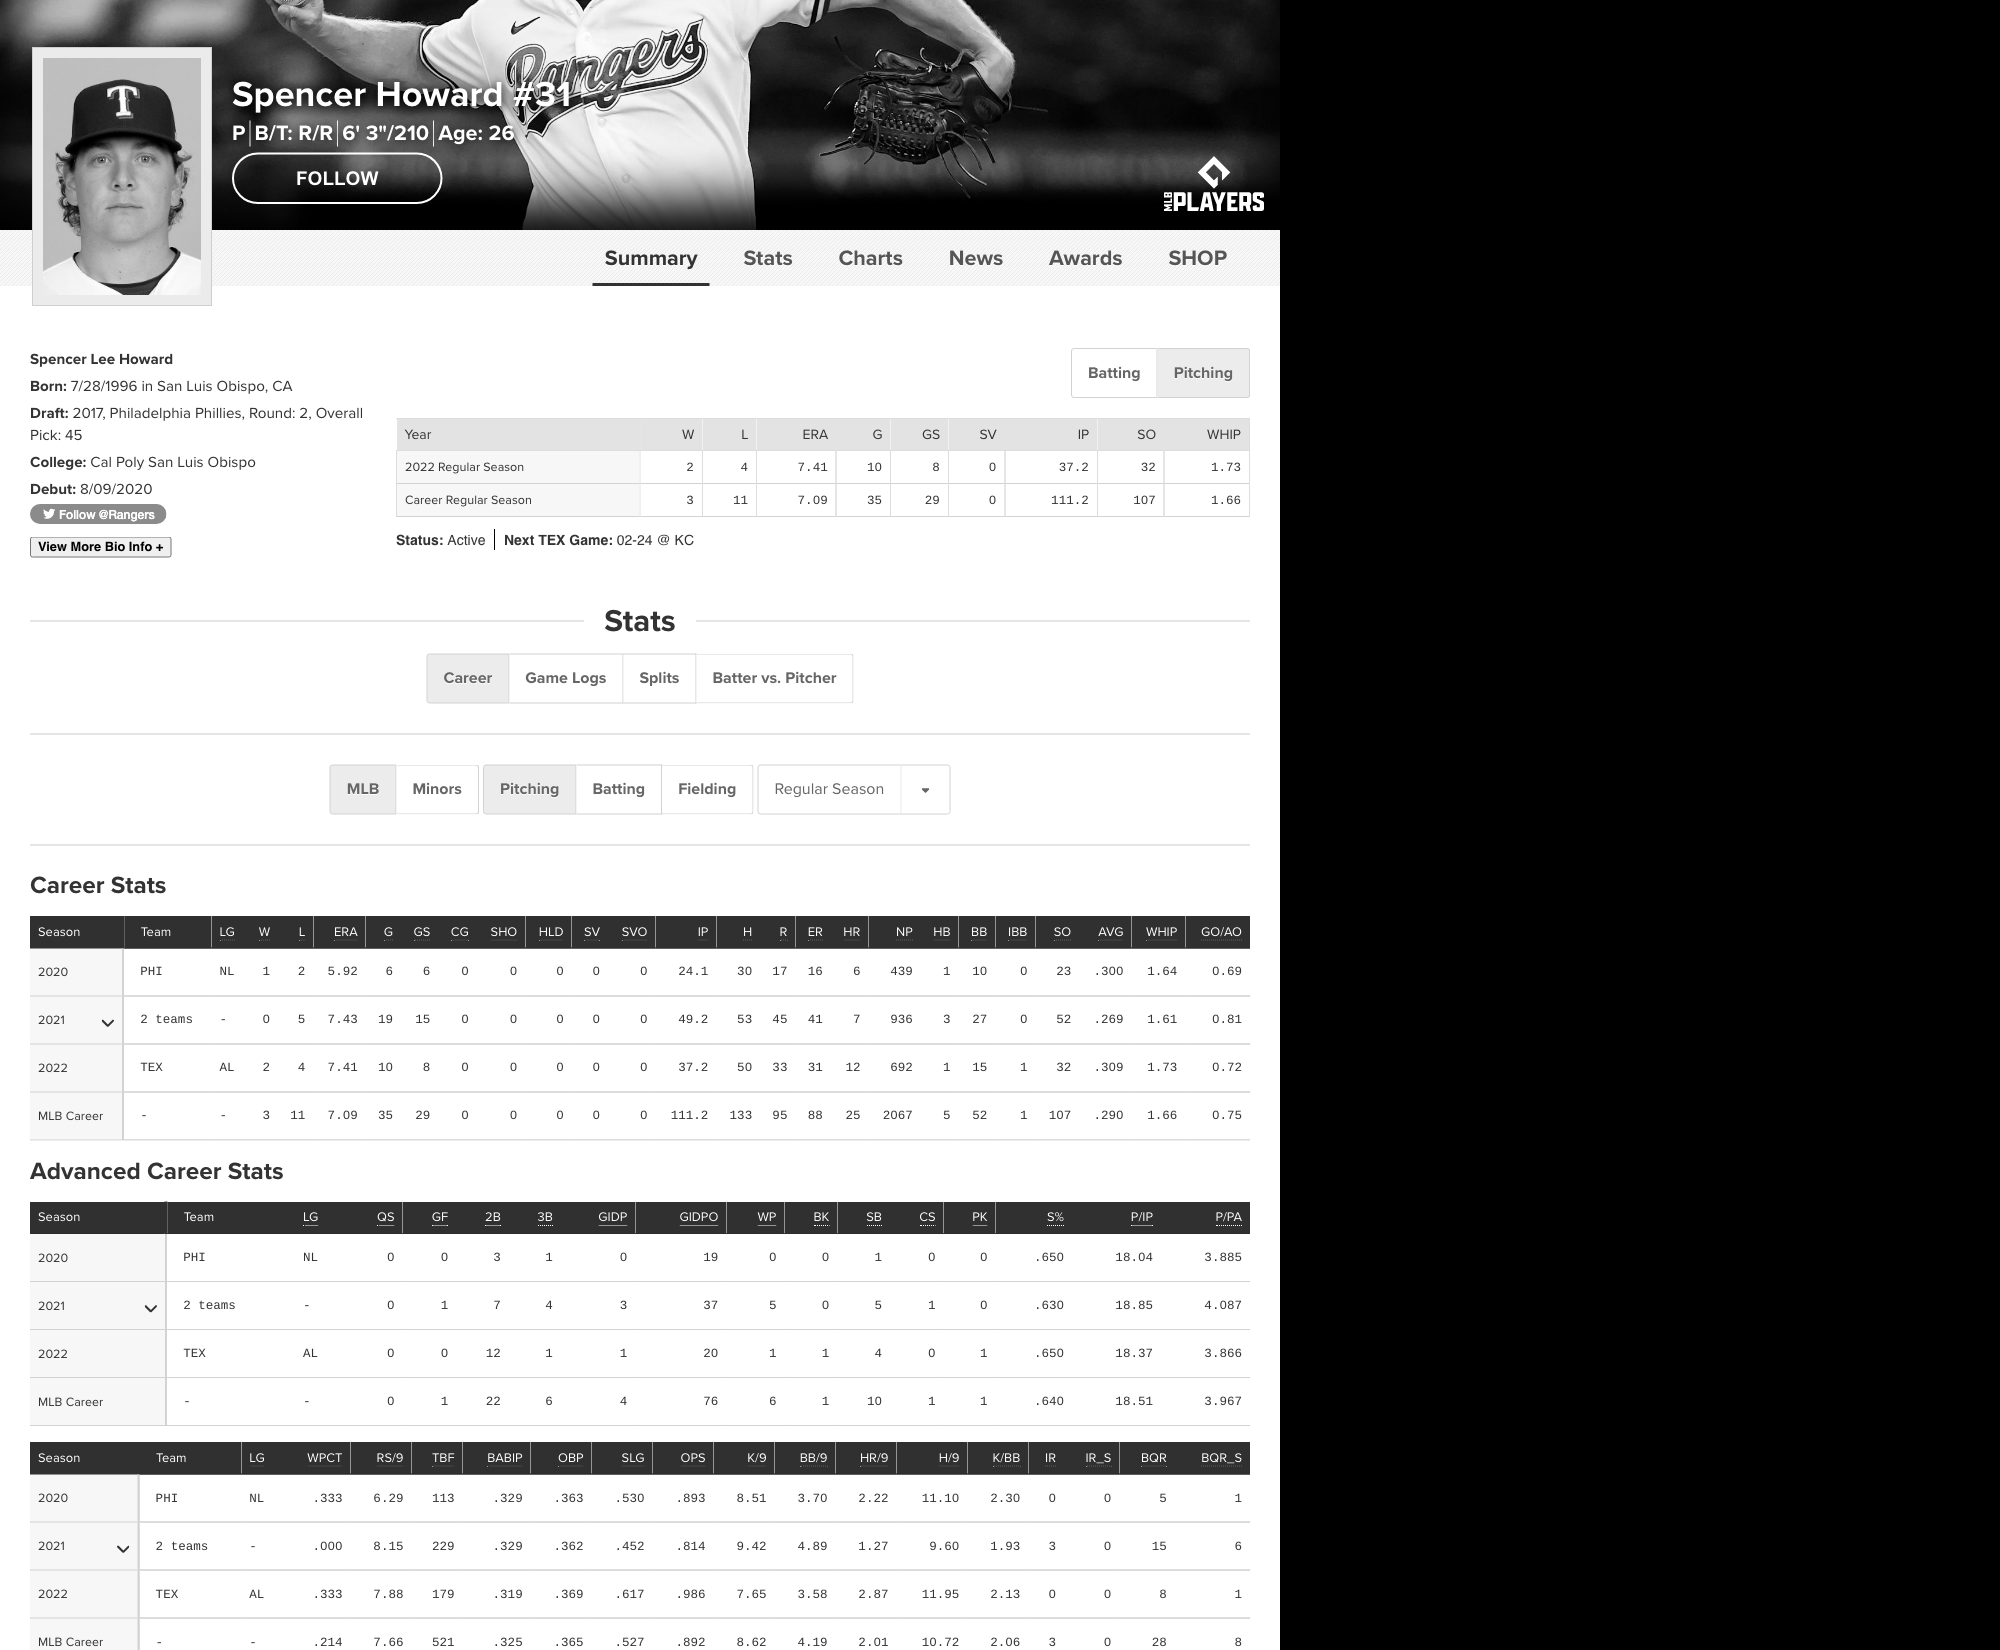 Rangers
T
Spencer Howard #31
P B/T: R/R 6' 3"/210 Age: 26
FOLLOW
MLB PLAYERS
Summary Stats Charts News Awards SHOP
Spencer Lee Howard
Born: 7/28/1996 in San Luis Obispo, CA
Draft: 2017, Philadelphia Phillies, Round: 2, Overall
Pick: 45
College: Cal Poly San Luis Obispo
Debut: 8/09/2020
Follow @Rangers
View More Bio Info +
Batting Pitching
Year W L ERA G GS SV IP SO WHIP
2022 Regular Season 2 4 7.41 10 8 0 37.2 32 1.73
Career Regular Season 3 11 7.09 35 29 0 111.2 107 1.66
Status: Active Next TEX Game: 02-24 @ KC
Stats
Career Game Logs Splits Batter vs. Pitcher
MLB Minors Pitching Batting Fielding Regular Season
Career Stats
Season Team LG W L ERA G GS CG SHO HLD SV SVO IP H R ER HR NP HB BB IBB SO AVG WHIP GO/AO
2020 PHI NL 1 2 5.92 6 6 0 0 0 0 0 24.1 30 17 16 6 439 1 10 0 23 .300 1.64 0.69
2021 2 teams - 0 5 7.43 19 15 0 0 0 0 0 49.2 53 45 41 7 936 3 27 0 52 .269 1.61 0.81
2022 TEX AL 2 4 7.41 10 8 0 0 0 0 0 37.2 50 33 31 12 692 1 15 1 32 .309 1.73 0.72
MLB Career - - 3 11 7.09 35 29 0 0 0 0 0 111.2 133 95 88 25 2067 5 52 1 107 .290 1.66 0.75
Advanced Career Stats
Season Team LG QS GF 2B 3B GIDP GIDPO WP BK SB CS PK S% P/IP P/PA
2020 PHI NL 0 0 3 1 0 19 0 0 1 0 0 .650 18.04 3.885
2021 2 teams - 0 1 7 4 3 37 5 0 5 1 0 .630 18.85 4.087
2022 TEX AL 0 0 12 1 1 20 1 1 4 0 1 .650 18.37 3.866
MLB Career - - 0 1 22 6 4 76 6 1 10 1 1 .640 18.51 3.967
Season Team LG WPCT RS/9 TBF BABIP OBP SLG OPS K/9 BB/9 HR/9 H/9 K/BB IR IR_S BQR BQR_S
2020 PHI NL .333 6.29 113 .329 .363 .530 .893 8.51 3.70 2.22 11.10 2.30 0 0 5 1
2021 2 teams - .000 8.15 229 .329 .362 .452 .814 9.42 4.89 1.27 9.60 1.93 3 0 15 6
2022 TEX AL .333 7.88 179 .319 .369 .617 .986 7.65 3.58 2.87 11.95 2.13 0 0 8 1
MLB Career - - .214 7.66 521 .325 .365 .527 .892 8.62 4.19 2.01 10.72 2.06 3 0 28 8